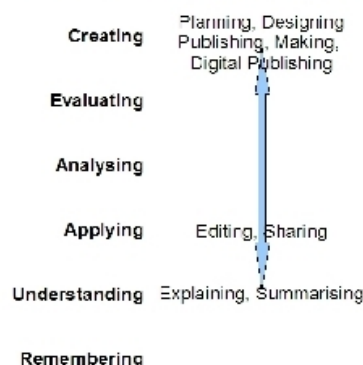 Creating
Planning, Designing
Publishing, Making,
Digital Publishing
Evaluating
Analysing
Applying
Editing, Sharing
Understanding
Explaining, Summarising
Remembering